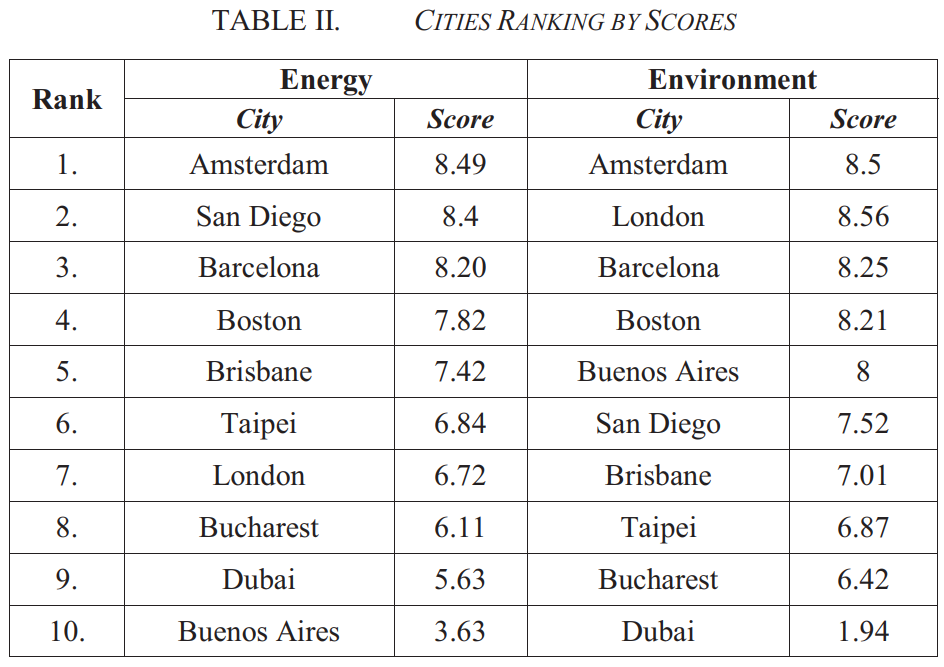 TABLE II. CITIES RANKING BY SCORES
Rank Energy Environment
City Score City Score
1. Amsterdam 8.49 Amsterdam 8.5
2. San Diego 8.4 London 8.56
3. Barcelona 8.20 Barcelona 8.25
4. Boston 7.82 Boston 8.21
5. Brisbane 7.42 Buenos Aires 8
6. Taipei 6.84 San Diego 7.52
7. London 6.72 Brisbane 7.01
8. Bucharest 6.11 Taipei 6.87
9. Dubai 5.63 Bucharest 6.42
10. Buenos Aires 3.63 Dubai 1.94